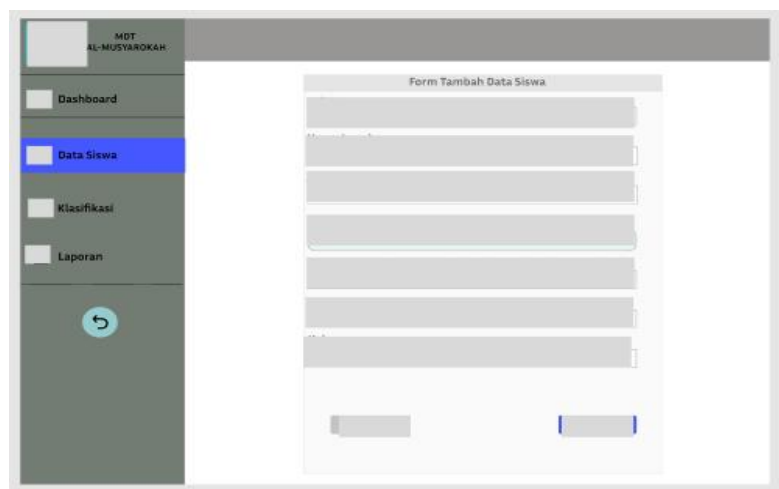 MDT
AL-MUSYAROKAH
Dashboard
Data Siswa
Klasifikasi
Laporan
Form Tambah Data Siswa